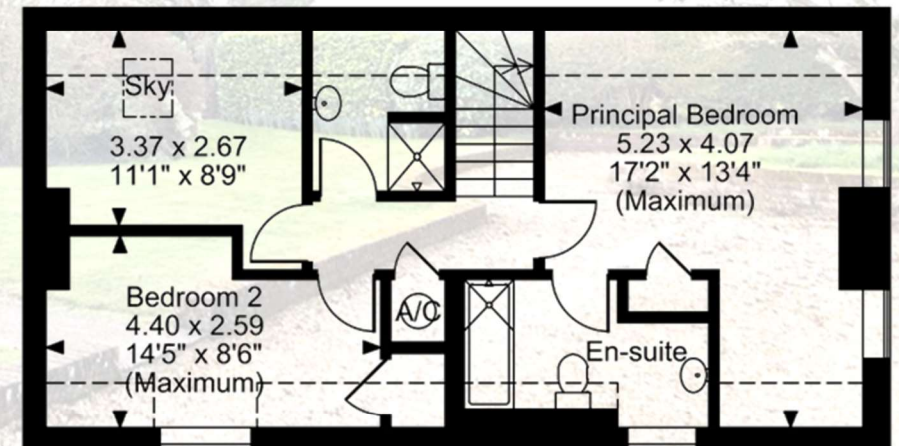 Sky
3.37 x 2.67
11'1" x 8'9"
Principal Bedroom
5.23 x 4.07
17'2" x 13'4"
(Maximum)
Bedroom 2
4.40 x 2.59
14'5" x 8'6"
(Maximum)
A/C
En-suite